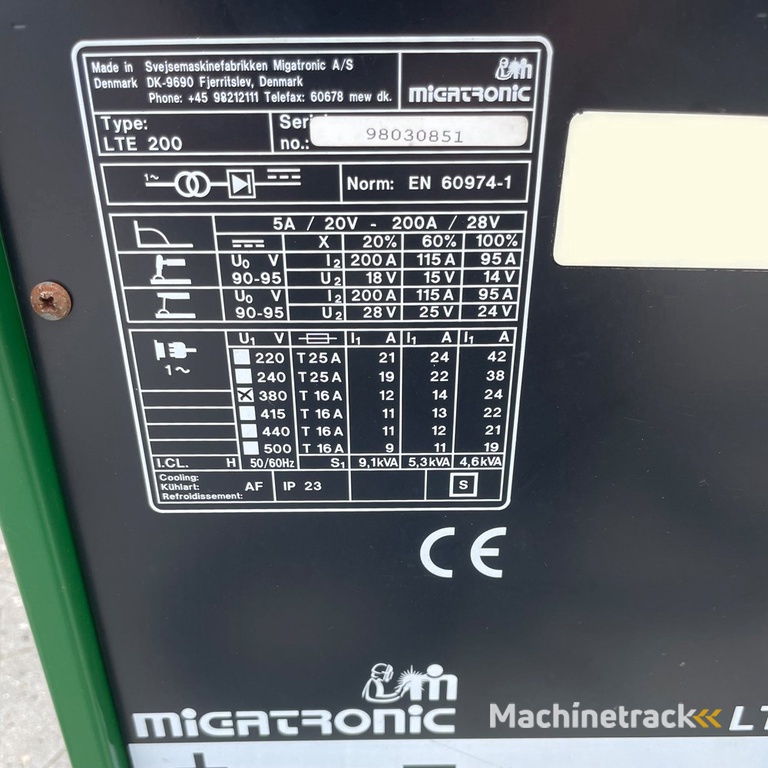 Made in Svejsemaskinefabrikken Migatronic A/S
Denmark DK-9690 Fjerritslev, Denmark
Phone: +45 98212111 Telefax: 60678 mew dk.
MIGATRONIC
Type: LTE 200
Seri no.: 98030851
1~ Norm: EN 60974-1
5A / 20V - 200A / 28V
X 20% 60% 100%
U0 V I2 200 A 115 A 95 A
90-95 U2 18 V 15 V 14 V
U0 V I2 200 A 115 A 95 A
90-95 U2 28 V 25 V 24 V
U1 V I1 A I1 A I1 A
1~ 220 T 25 A 21 24 42
240 T 25 A 19 22 38
380 T 16 A 12 14 24
415 T 16 A 11 13 22
440 T 16 A 11 12 21
500 T 16 A 9 11 19
I.CL. H 50/60Hz S1 9,1kVA 5,3kVA 4,6kVA
Cooling:
Kühlart: AF IP 23 S
Refroidissement:
CE
MIGATRONIC Machinetrack LT